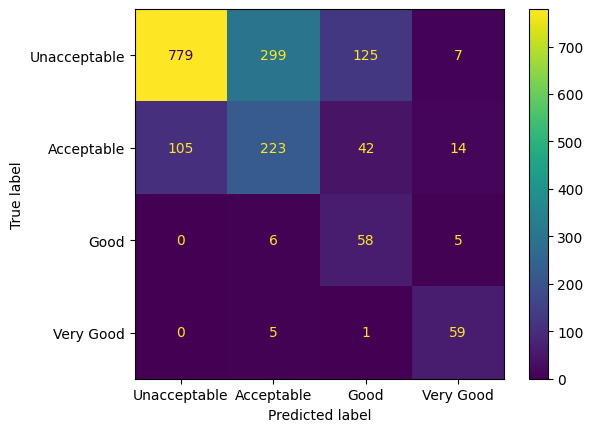 Unacceptable 779 299 125 7
Acceptable 105 223 42 14
Good 0 6 58 5
Very Good 0 5 1 59
Unacceptable Acceptable Good Very Good
Predicted label
True label
700
600
500
400
300
200
100
0